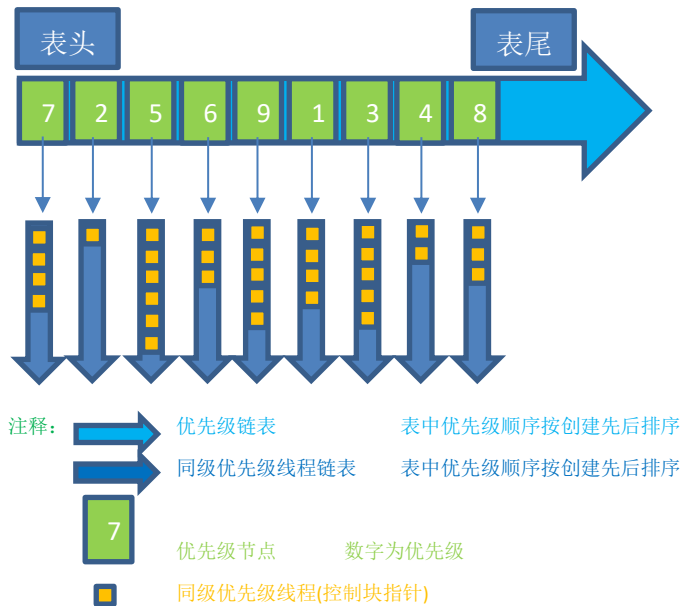 表头 表尾
7 2 5 6 9 1 3 4 8
注释： 优先级链表 表中优先级顺序按创建先后排序
同级优先级线程链表 表中优先级顺序按创建先后排序
7
优先级节点 数字为优先级
同级优先级线程(控制块指针)